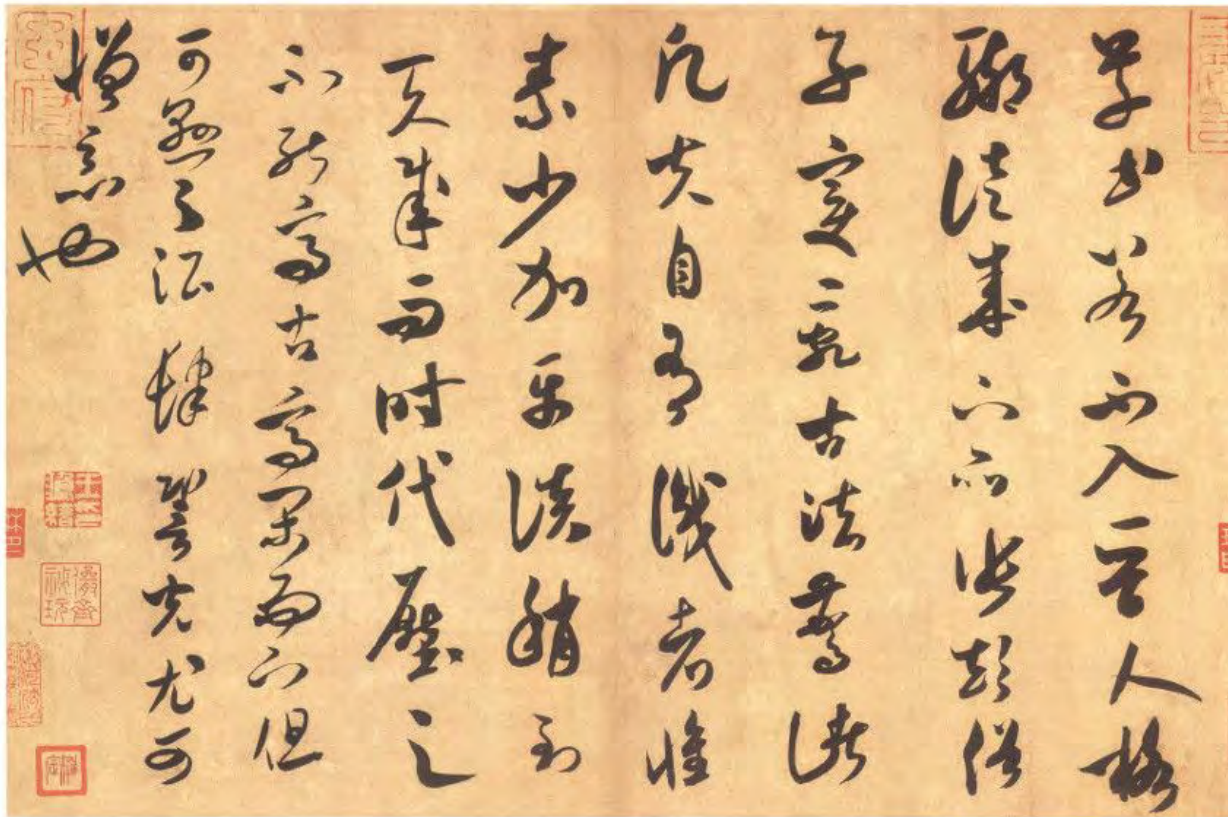 草書若不入晉人格
輒徒成下品張顛俗
子變亂古法驚諸
凡夫自有識者懷
素少加平淡稍到
天成而時代壓之
不能高古高閑而下但
可懸之酒肆䛒光尤可
憎惡也